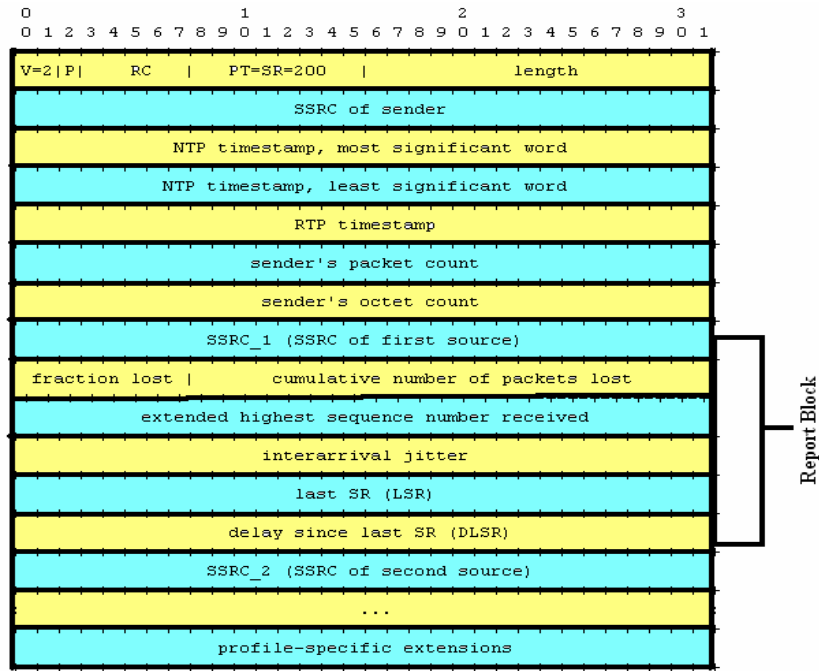 0 1 2 3
0 1 2 3 4 5 6 7 8 9 0 1 2 3 4 5 6 7 8 9 0 1 2 3 4 5 6 7 8 9 0 1
V=2|P| RC | PT=SR=200 | length
SSRC of sender
NTP timestamp, most significant word
NTP timestamp, least significant word
RTP timestamp
sender's packet count
sender's octet count
SSRC_1 (SSRC of first source)
fraction lost | cumulative number of packets lost
extended highest sequence number received
interarrival jitter
last SR (LSR)
delay since last SR (DLSR)
SSRC_2 (SSRC of second source)
: ... :
profile-specific extensions
Report Block